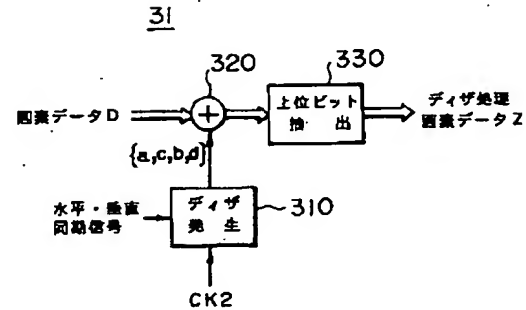 31
320
330
画素データD
上位ビット
抽出
ディザ処理
画素データZ
{a,c,b,d}
水平・垂直
同期信号
ディザ
発生
310
CK2